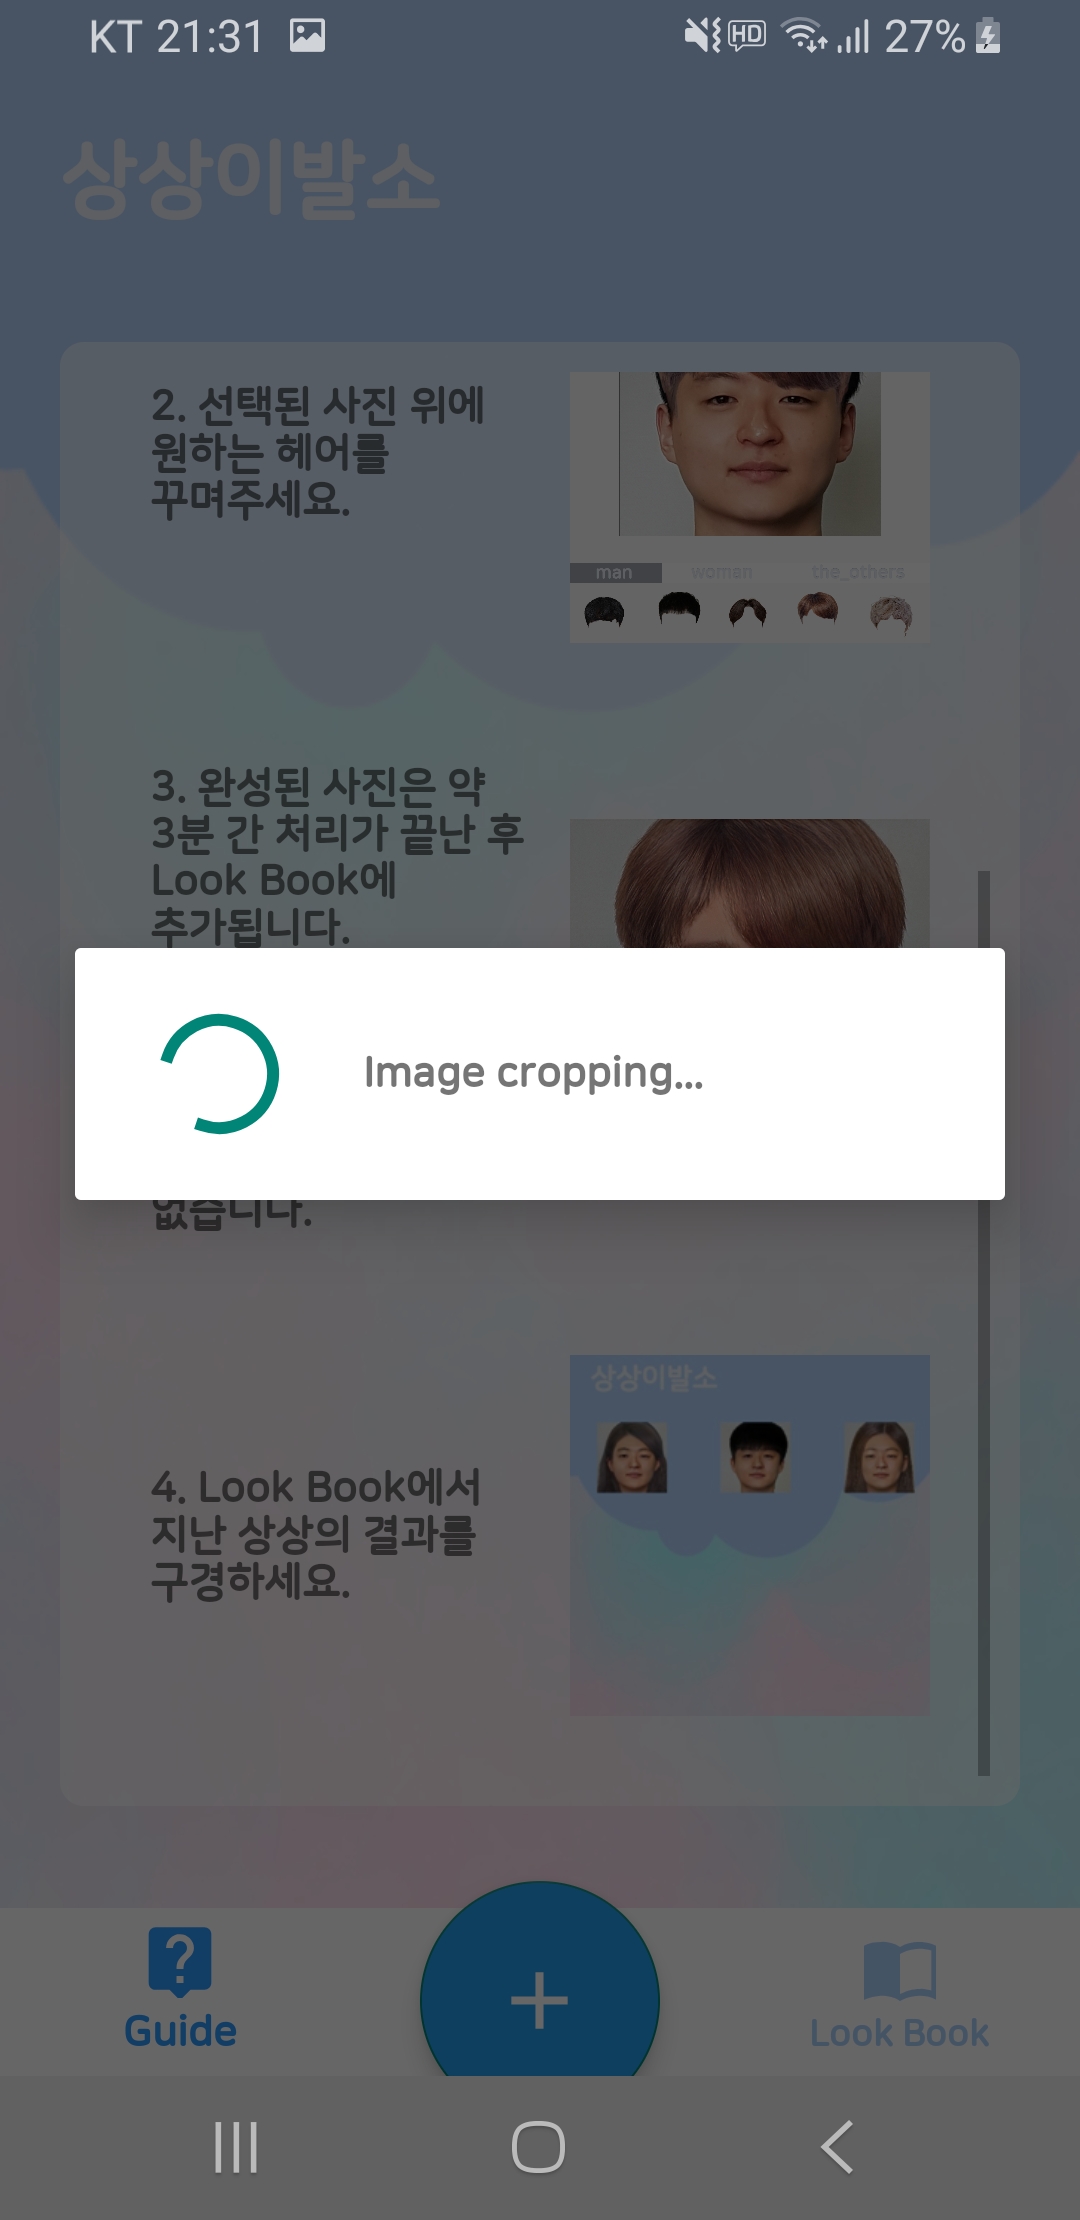 KT 21:31
HD 27%
상상이발소
2. 선택된 사진 위에
원하는 헤어를
꾸며주세요.
man woman the_others
3. 완성된 사진은 약
3분 간 처리가 끝난 후
Look Book에
추가됩니다.
Image cropping...
없습니다.
상상이발소
4. Look Book에서
지난 상상의 결과를
구경하세요.
Guide
Look Book